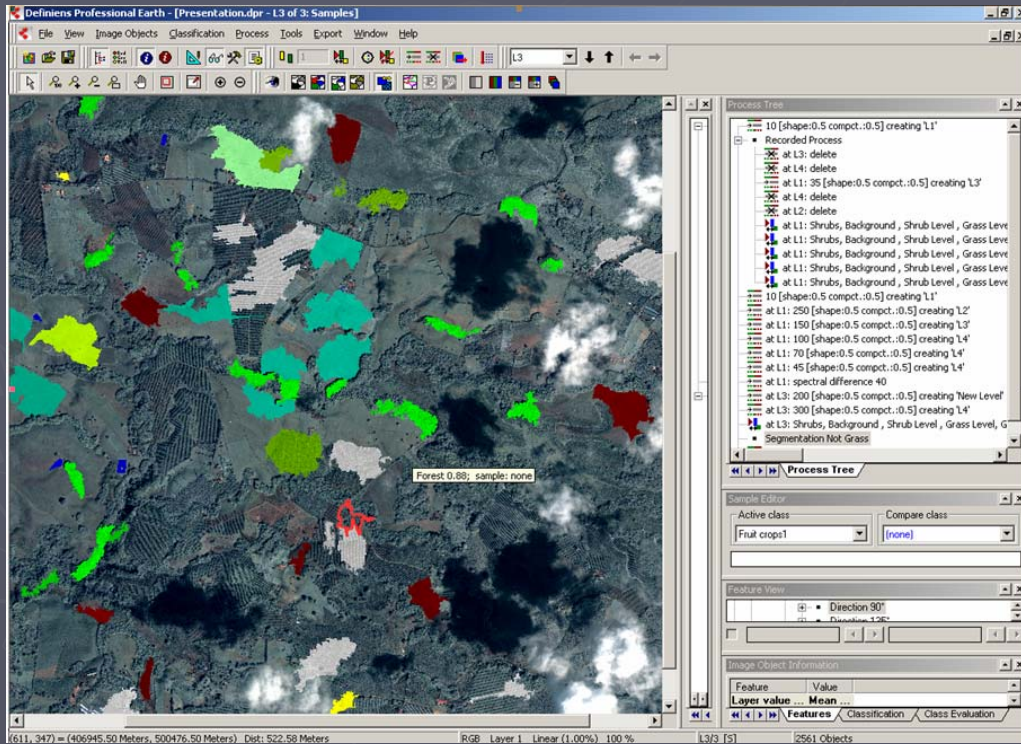 Definiens Professional Earth - [Presentation.dpr - L3 of 3: Samples]
File View Image Objects Classification Process Tools Export Window Help
1
L3
Process Tree
10 [shape:0.5 compct.:0.5] creating 'L1'
Recorded Process
at L3: delete
at L4: delete
at L1: 35 [shape:0.5 compct.:0.5] creating 'L3'
at L4: delete
at L2: delete
at L1: Shrubs, Background , Shrub Level , Grass Leve
at L1: Shrubs, Background , Shrub Level , Grass Leve
at L1: Shrubs, Background , Shrub Level , Grass Leve
at L1: Shrubs, Background , Shrub Level , Grass Leve
at L1: Shrubs, Background , Shrub Level , Grass Leve
10 [shape:0.5 compct.:0.5] creating 'L1'
at L1: 250 [shape:0.5 compct.:0.5] creating 'L2'
at L1: 150 [shape:0.5 compct.:0.5] creating 'L3'
at L1: 100 [shape:0.5 compct.:0.5] creating 'L4'
at L1: 70 [shape:0.5 compct.:0.5] creating 'L4'
at L1: 45 [shape:0.5 compct.:0.5] creating 'L4'
at L1: spectral difference 40
at L3: 200 [shape:0.5 compct.:0.5] creating 'New Level'
at L3: 300 [shape:0.5 compct.:0.5] creating 'L4'
at L3: Shrubs, Background , Shrub Level , Grass Level, G
Segmentation Not Grass
Process Tree
Forest 0.88; sample: none
Sample Editor
Active class
Compare class
Fruit crops1
(none)
Feature View
Direction 90°
Direction 135°
Image Object Information
Feature Value
Layer value ... Mean ...
Features Classification Class Evaluation
(611, 347) = (406945.50 Meters, 500476.50 Meters) Dist: 522.58 Meters
RGB Layer 1 Linear (1.00%) 100 %
L3/3 [S]
2561 Objects